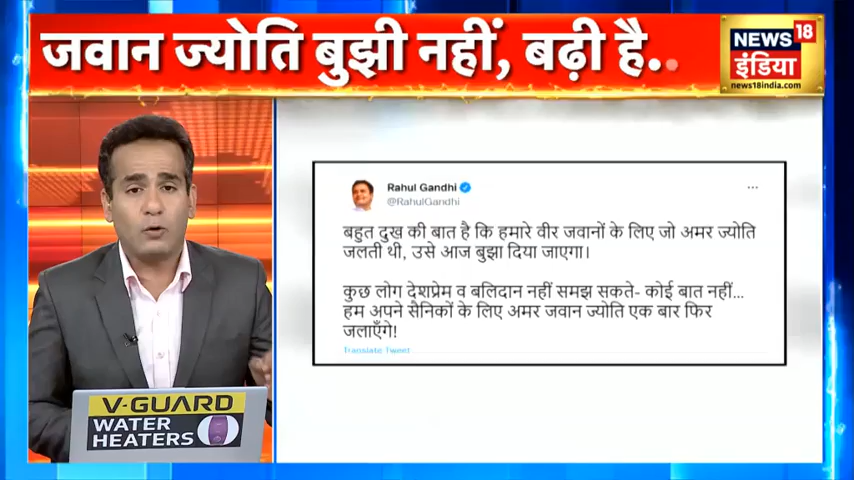 जवान ज्योति बुझी नहीं, बढ़ी है..
NEWS 18
इंडिया
news18india.com
Rahul Gandhi
@RahulGandhi
बहुत दुख की बात है कि हमारे वीर जवानों के लिए जो अमर ज्योति
जलती थी, उसे आज बुझा दिया जाएगा।
कुछ लोग देशप्रेम व बलिदान नहीं समझ सकते- कोई बात नहीं…
हम अपने सैनिकों के लिए अमर जवान ज्योति एक बार फिर
जलाएँगे!
Translate Tweet
V-GUARD
WATER
HEATERS